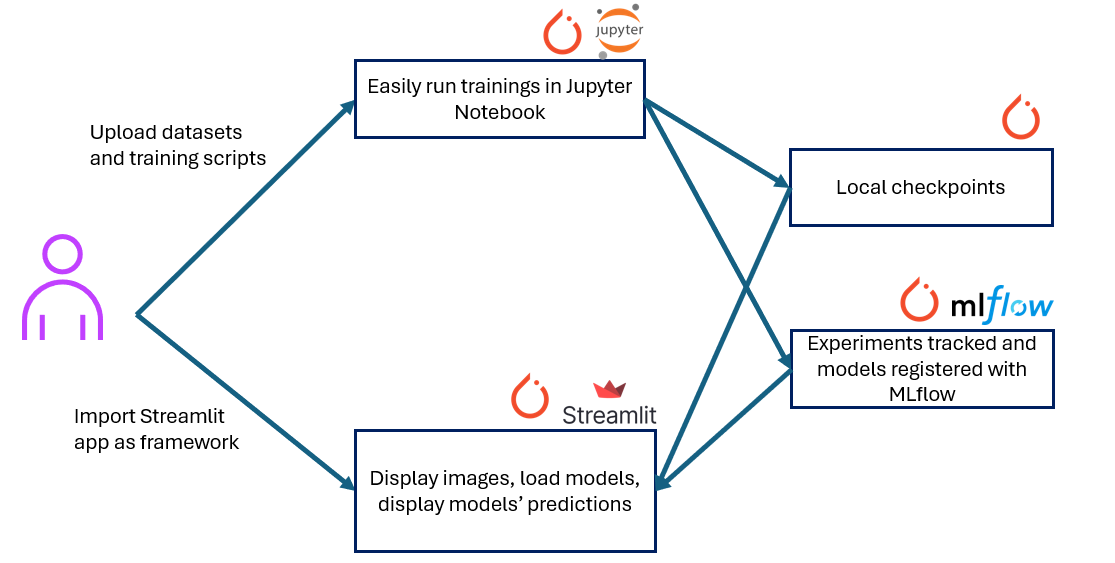 jupyter
Easily run trainings in Jupyter
Notebook
Upload datasets
and training scripts
Local checkpoints
mlflow
Experiments tracked and
models registered with
MLflow
Streamlit
Import Streamlit
app as framework
Display images, load models,
display models’ predictions